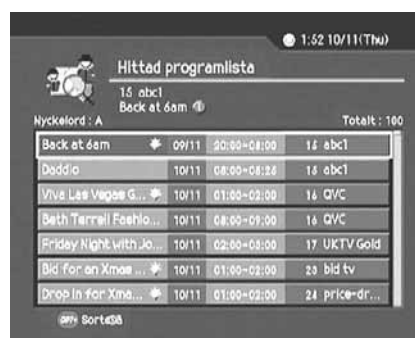 1:52 10/11(Thu)
Hittad programlista
15 abc1
Back at 6am
Nyckelord : A
Totalt : 100
Back at 6am 09/11 20:00-08:00 15 abc1
Daddio 10/11 08:00-08:25 15 abc1
Viva Las Vegas G... 10/11 01:00-02:00 16 QVC
Beth Terrell Fashio... 10/11 08:00-09:00 16 QVC
Friday Night with Jo... 10/11 02:00-03:00 17 UKTV Gold
Bid for an Xmas ... 10/11 01:00-02:00 23 bid tv
Drop in for Xma... 10/11 01:00-02:00 24 price-dr...
OPT+